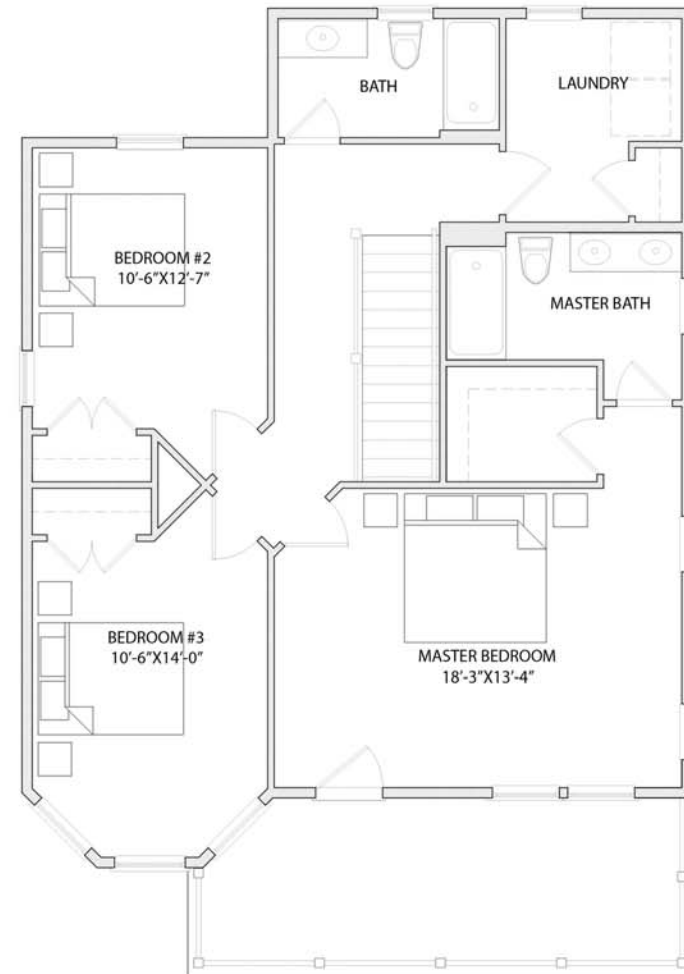 BATH
LAUNDRY
BEDROOM #2
10'-6"X12'-7"
MASTER BATH
BEDROOM #3
10'-6"X14'-0"
MASTER BEDROOM
18'-3"X13'-4"